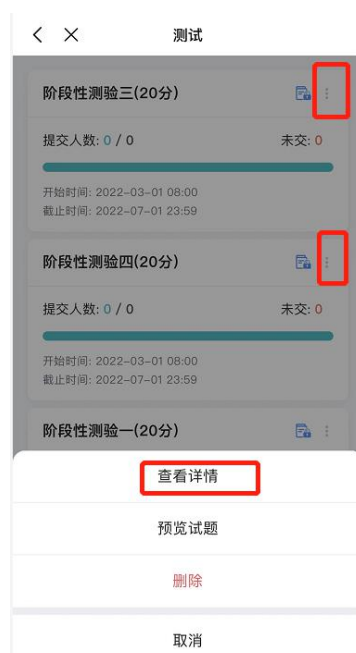 测试
阶段性测验三(20分)
提交人数: 0 / 0 未交: 0
开始时间: 2022-03-01 08:00
截止时间: 2022-07-01 23:59
阶段性测验四(20分)
提交人数: 0 / 0 未交: 0
开始时间: 2022-03-01 08:00
截止时间: 2022-07-01 23:59
阶段性测验一(20分)
查看详情
预览试题
删除
取消